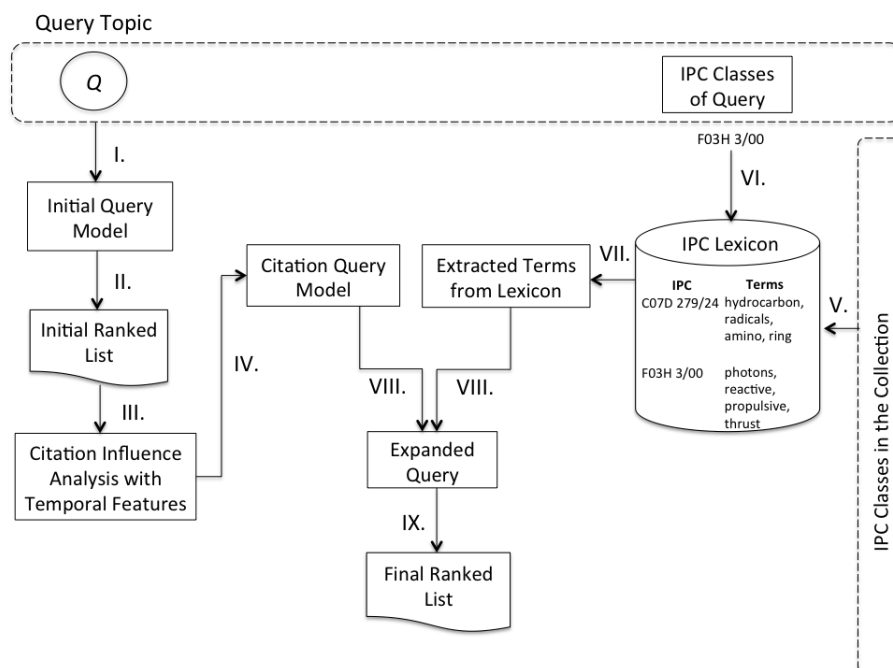 Query Topic
Q
IPC Classes
of Query
I.
F03H 3/00
VI.
Initial Query
Model
II.
Initial Ranked
List
III.
Citation Influence
Analysis with
Temporal Features
IV.
Citation Query
Model
Extracted Terms
from Lexicon
VII.
IPC Lexicon
IPC Terms
C07D 279/24 hydrocarbon,
radicals,
amino, ring
F03H 3/00 photons,
reactive,
propulsive,
thrust
V.
IPC Classes in the Collection
VIII. VIII.
Expanded
Query
IX.
Final Ranked
List